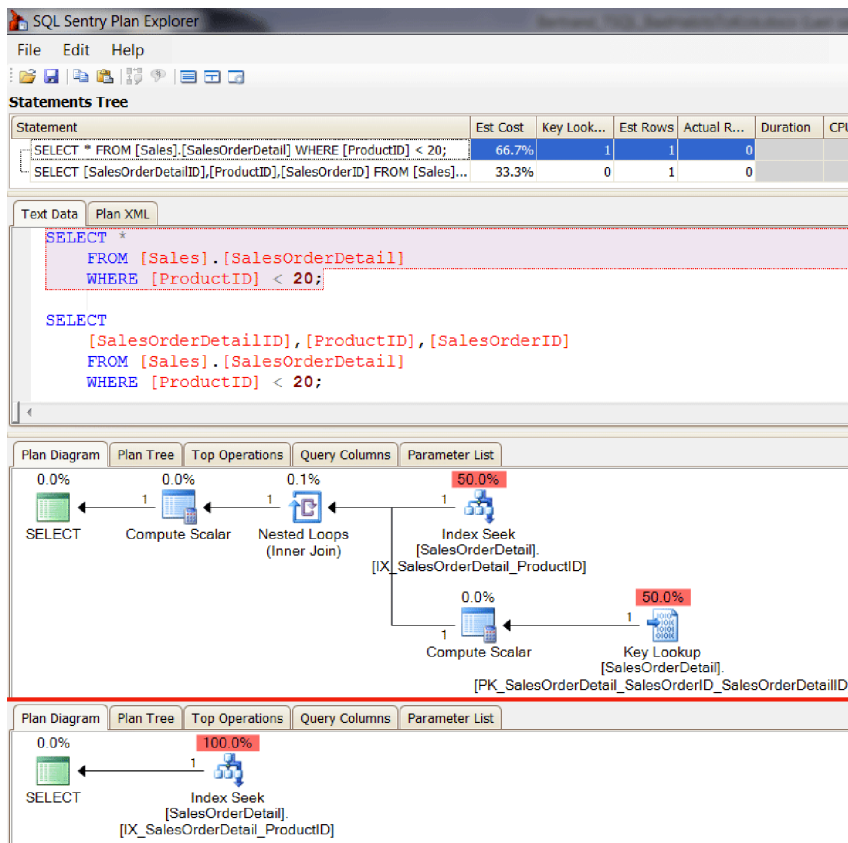 SQL Sentry Plan Explorer
File Edit Help
Statements Tree
Statement Est Cost Key Look... Est Rows Actual R... Duration CPU
SELECT * FROM [Sales].[SalesOrderDetail] WHERE [ProductID] < 20; 66.7% 1 1 0
SELECT [SalesOrderDetailID],[ProductID],[SalesOrderID] FROM [Sales]... 33.3% 0 1 0
Text Data Plan XML
SELECT *
FROM [Sales].[SalesOrderDetail]
WHERE [ProductID] < 20;
SELECT
[SalesOrderDetailID],[ProductID],[SalesOrderID]
FROM [Sales].[SalesOrderDetail]
WHERE [ProductID] < 20;
Plan Diagram Plan Tree Top Operations Query Columns Parameter List
0.0% 0.0% 0.1% 50.0%
1 1 1
SELECT Compute Scalar Nested Loops Index Seek
(Inner Join) [SalesOrderDetail].
[IX_SalesOrderDetail_ProductID]
0.0% 50.0%
1 1
Compute Scalar Key Lookup
[SalesOrderDetail].
[PK_SalesOrderDetail_SalesOrderID_SalesOrderDetailID
Plan Diagram Plan Tree Top Operations Query Columns Parameter List
0.0% 100.0%
1
SELECT Index Seek
[SalesOrderDetail].
[IX_SalesOrderDetail_ProductID]